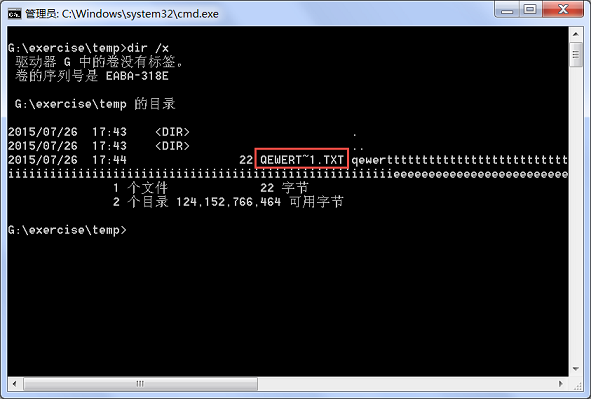 管理员: C:\Windows\system32\cmd.exe
G:\exercise\temp>dir /x
驱动器 G 中的卷没有标签。
卷的序列号是 EABA-318E
G:\exercise\temp 的目录
2015/07/26  17:43    <DIR>                       .
2015/07/26  17:43    <DIR>                       ..
2015/07/26  17:44                22 QEWERT~1.TXT qewerttttttttttttttttttttttttt
iiiiiiiiiiiiiiiiiiiiiiiiiiiiiiiiiiiiiiiiiiiiiiiiiiiiiieeeeeeeeeeeeeeeeeeeeeeeee
1 个文件             22 字节
2 个目录 124,152,766,464 可用字节
G:\exercise\temp>